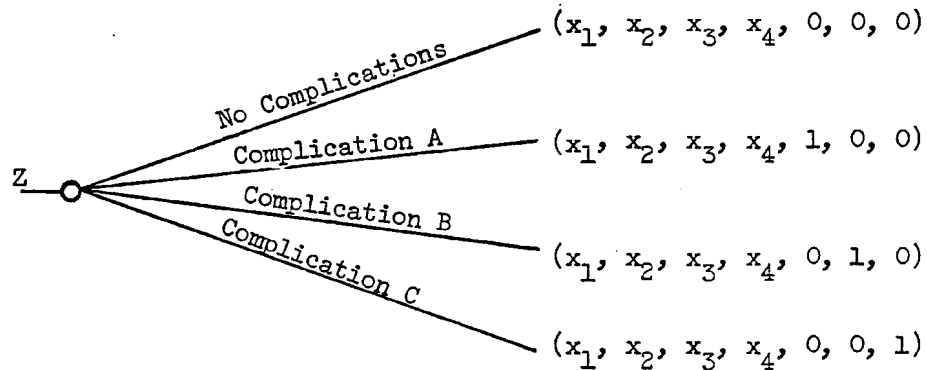 (x₁, x₂, x₃, x₄, 0, 0, 0)
No Complications
Complication A
(x₁, x₂, x₃, x₄, 1, 0, 0)
Z
Complication B
(x₁, x₂, x₃, x₄, 0, 1, 0)
Complication C
(x₁, x₂, x₃, x₄, 0, 0, 1)